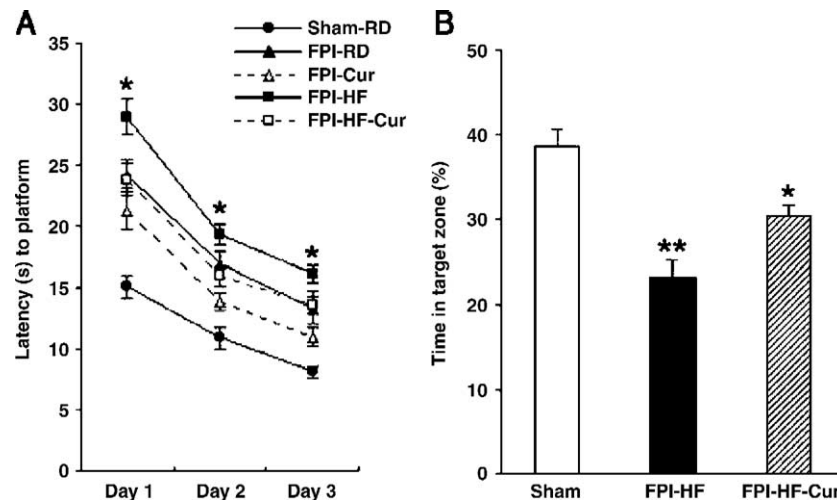 A
Sham-RD
FPI-RD
FPI-Cur
FPI-HF
FPI-HF-Cur
Latency (s) to platform
35
30
25
20
15
10
5
0
*
*
*
Day 1 Day 2 Day 3
B
Time in target zone (%)
50
40
30
20
10
0
**
*
Sham FPI-HF FPI-HF-Cur